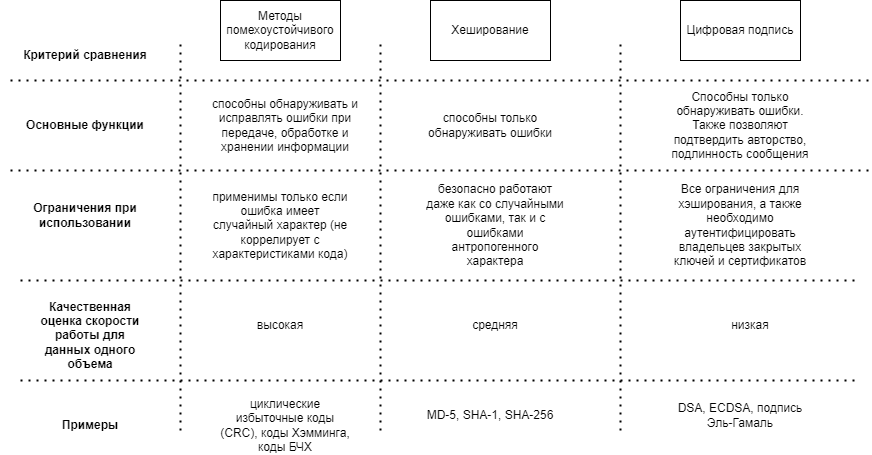 Методы
помехоустойчивого
кодирования
Хеширование
Цифровая подпись
Критерий сравнения
Основные функции
способны обнаруживать и
исправлять ошибки при
передаче, обработке и
хранении информации
способны только
обнаруживать ошибки
Способны только
обнаруживать ошибки.
Также позволяют
подтвердить авторство,
подлинность сообщения
Ограничения при
использовании
применимы только если
ошибка имеет
случайный характер (не
коррелирует с
характеристиками кода)
безопасно работают
даже как со случайными
ошибками, так и с
ошибками
антропогенного
характера
Все ограничения для
хэширования, а также
необходимо
аутентифицировать
владельцев закрытых
ключей и сертификатов
Качественная
оценка скорости
работы для
данных одного
объема
высокая
средняя
низкая
Примеры
циклические
избыточные коды
(CRC), коды Хэмминга,
коды БЧХ
MD-5, SHA-1, SHA-256
DSA, ECDSA, подпись
Эль-Гамаль